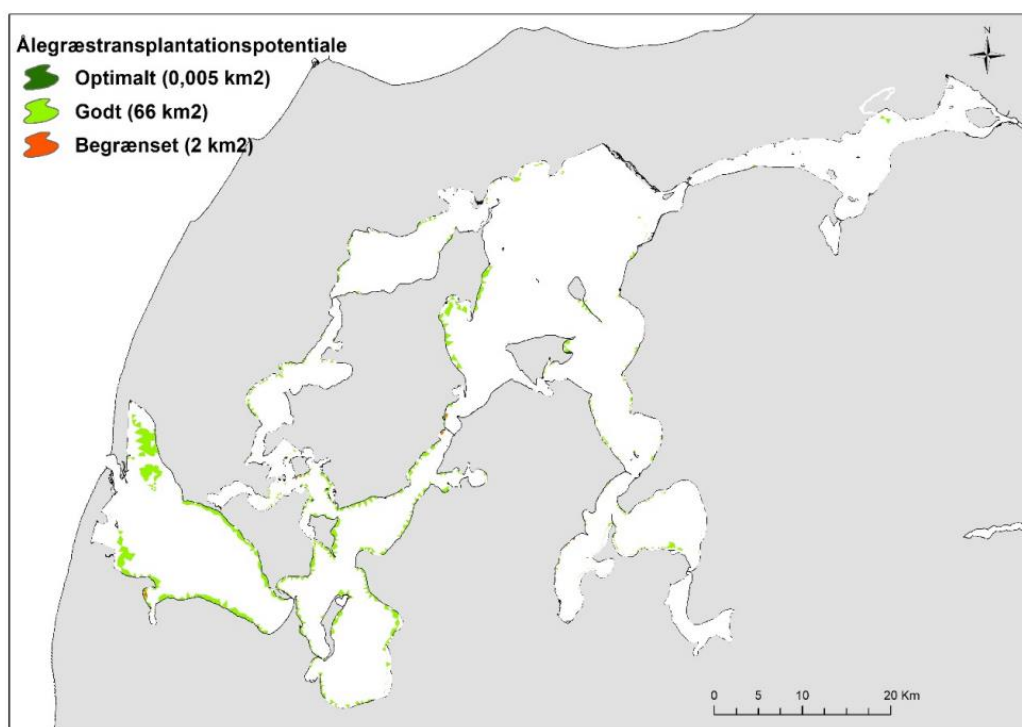 Ålegræstransplantationspotentiale
Optimalt (0,005 km2)
Godt (66 km2)
Begrænset (2 km2)
N
0 5 10 20 Km